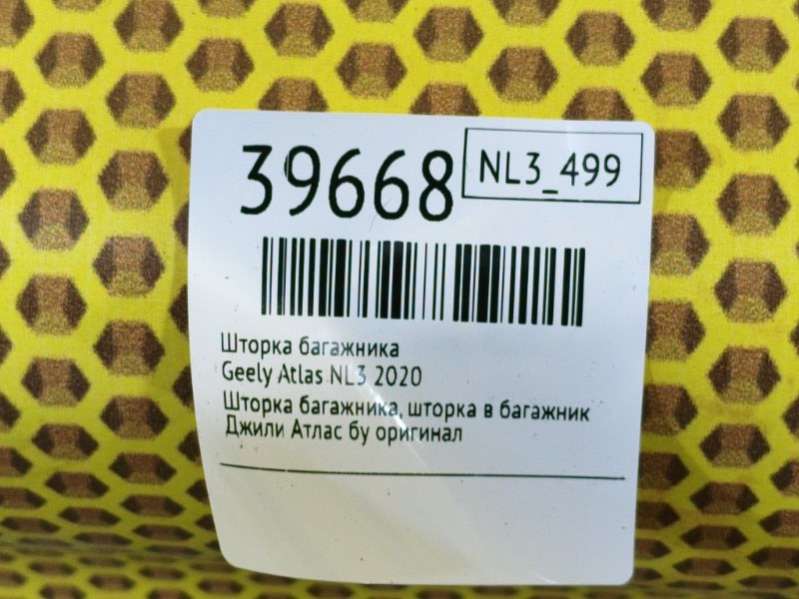 39668
NL3_499
Шторка багажника
Geely Atlas NL3 2020
Шторка багажника, шторка в багажник
Джили Атлас бу оригинал